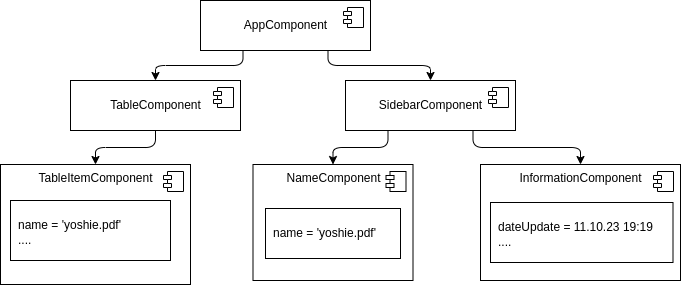 AppComponent
TableComponent
SidebarComponent
TableItemComponent
name = 'yoshie.pdf'
....
NameComponent
name = 'yoshie.pdf'
InformationComponent
dateUpdate = 11.10.23 19:19
....